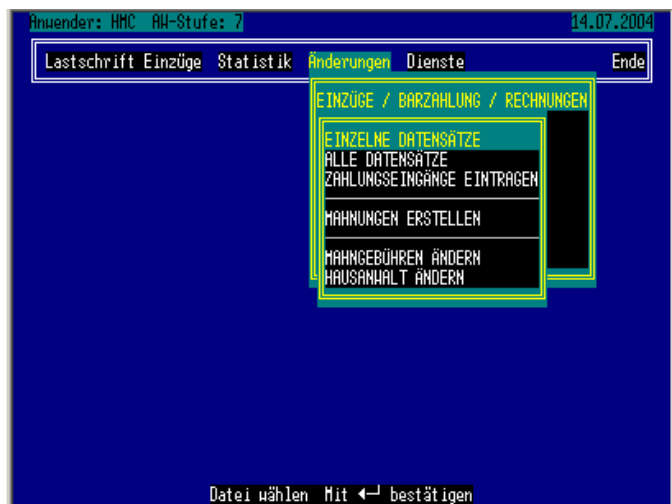 Anwender: HMC AW-Stufe: 7 14.07.2004
Lastschrift Einzüge Statistik Änderungen Dienste Ende
EINZÜGE / BARZAHLUNG / RECHNUNGEN
EINZELNE DATENSÄTZE
ALLE DATENSÄTZE
ZAHLUNGSEINGÄNGE EINTRAGEN
MAHNUNGEN ERSTELLEN
MAHNGEBÜHREN ÄNDERN
HAUSANWALT ÄNDERN
Datei wählen Mit ◄─┘ bestätigen